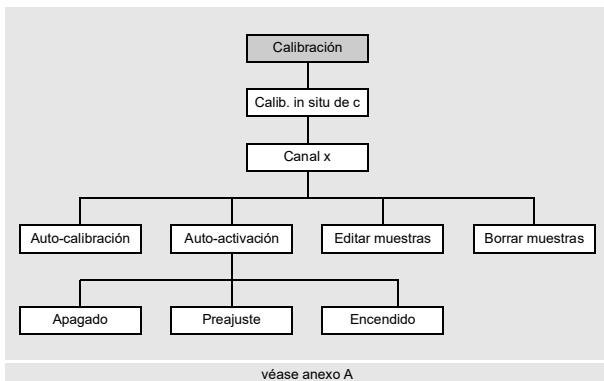 Calibración
Calib. in situ de c
Canal x
Auto-calibración
Auto-activación
Editar muestras
Borrar muestras
Apagado
Preajuste
Encendido
véase anexo A